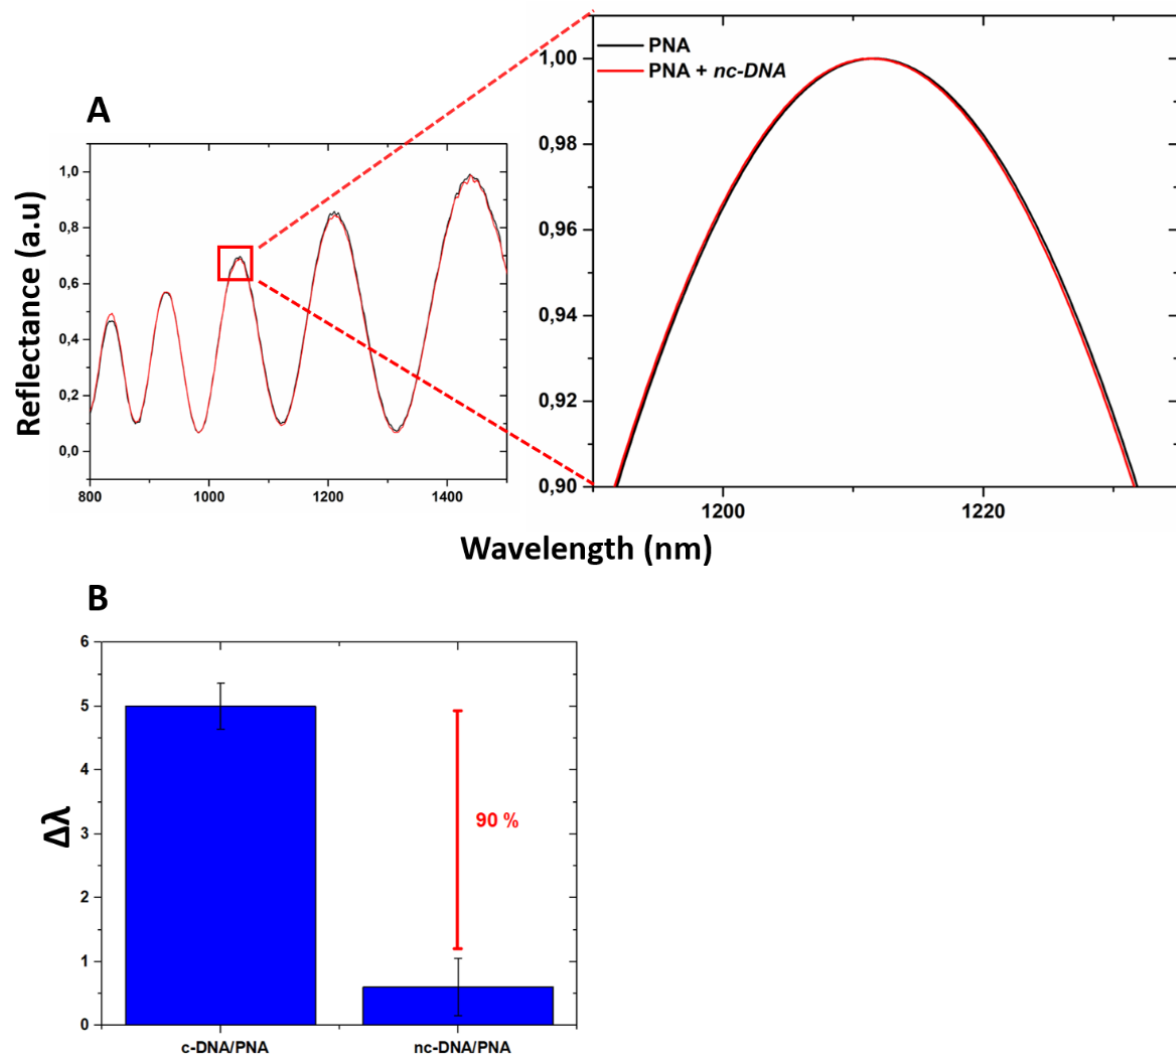 A
Reflectance (a.u)
1,0
0,8
0,6
0,4
0,2
0,0
800
1000
1200
1400
PNA
PNA + nc-DNA
1,00
0,98
0,96
0,94
0,92
0,90
1200
1220
Wavelength (nm)
B
Δλ
6
5
4
3
2
1
0
90 %
c-DNA/PNA
nc-DNA/PNA